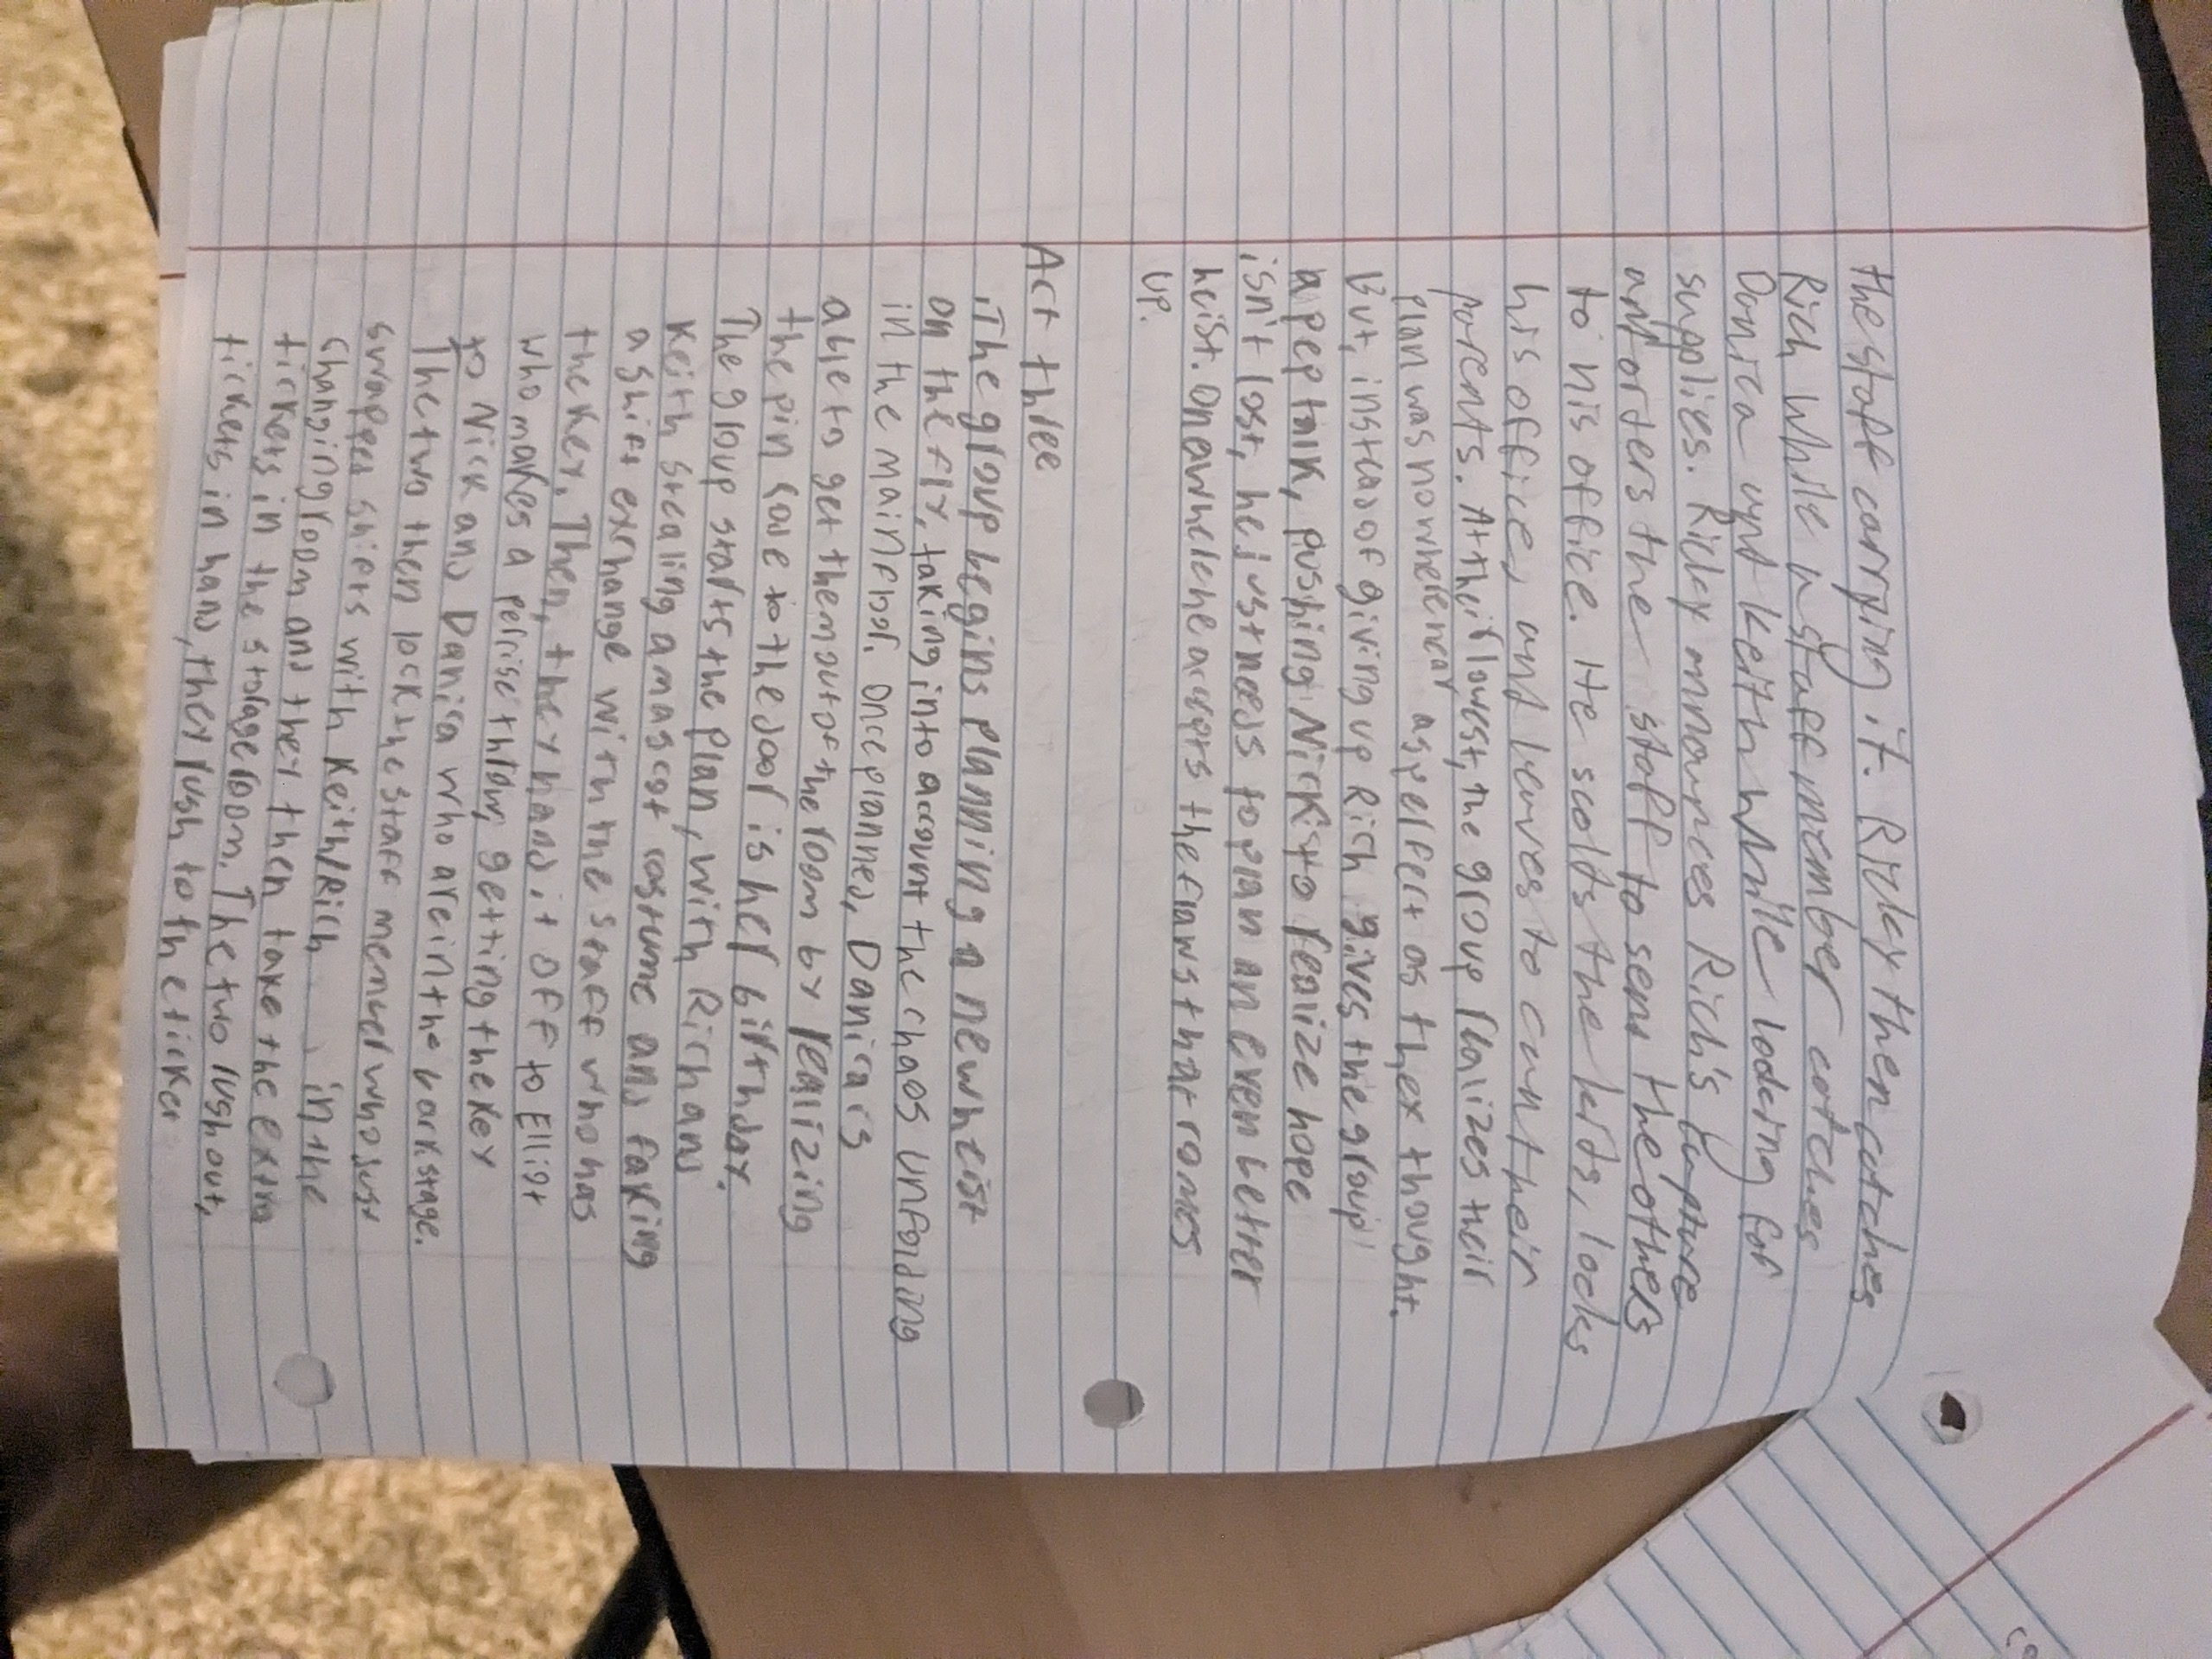 the staff carrying it. Ricky then catches
Rich while a staff member catches
Danica and Keith while looking for
supplies. Ricky announces Rich's capture
and orders the staff to send the others
to his office. He scolds the kids, locks
his office, and leaves to call their
parents. At their lowest, the group realizes their
plan was nowhere near as perfect as they thought.
But, instead of giving up Rich gives the group
a pep talk, pushing Nick to realize hope
isn't lost, he just needs to plan an even better
heist. One where he accepts the flaws that comes
up.
Act three
The group begins planning a new heist
on the fly, taking into account the chaos unfolding
in the main floor. Once planned, Danica is
able to get them out of the room by realizing
the pin code to the door is her birthday.
The group starts the plan, with Rich and
Keith stealing a mascot costume and faking
a shift exchange with the staff who has
the key. Then, they hand it off to Elliot
who makes a percise throw, getting the key
to Nick and Danica who are in the backstage.
The two then lock the staff member who just
swapped shifts with Keith/Rich in the
changing room and they then take the extra
tickets in the storage room. The two rush out,
tickets in hand, they rush to the ticket